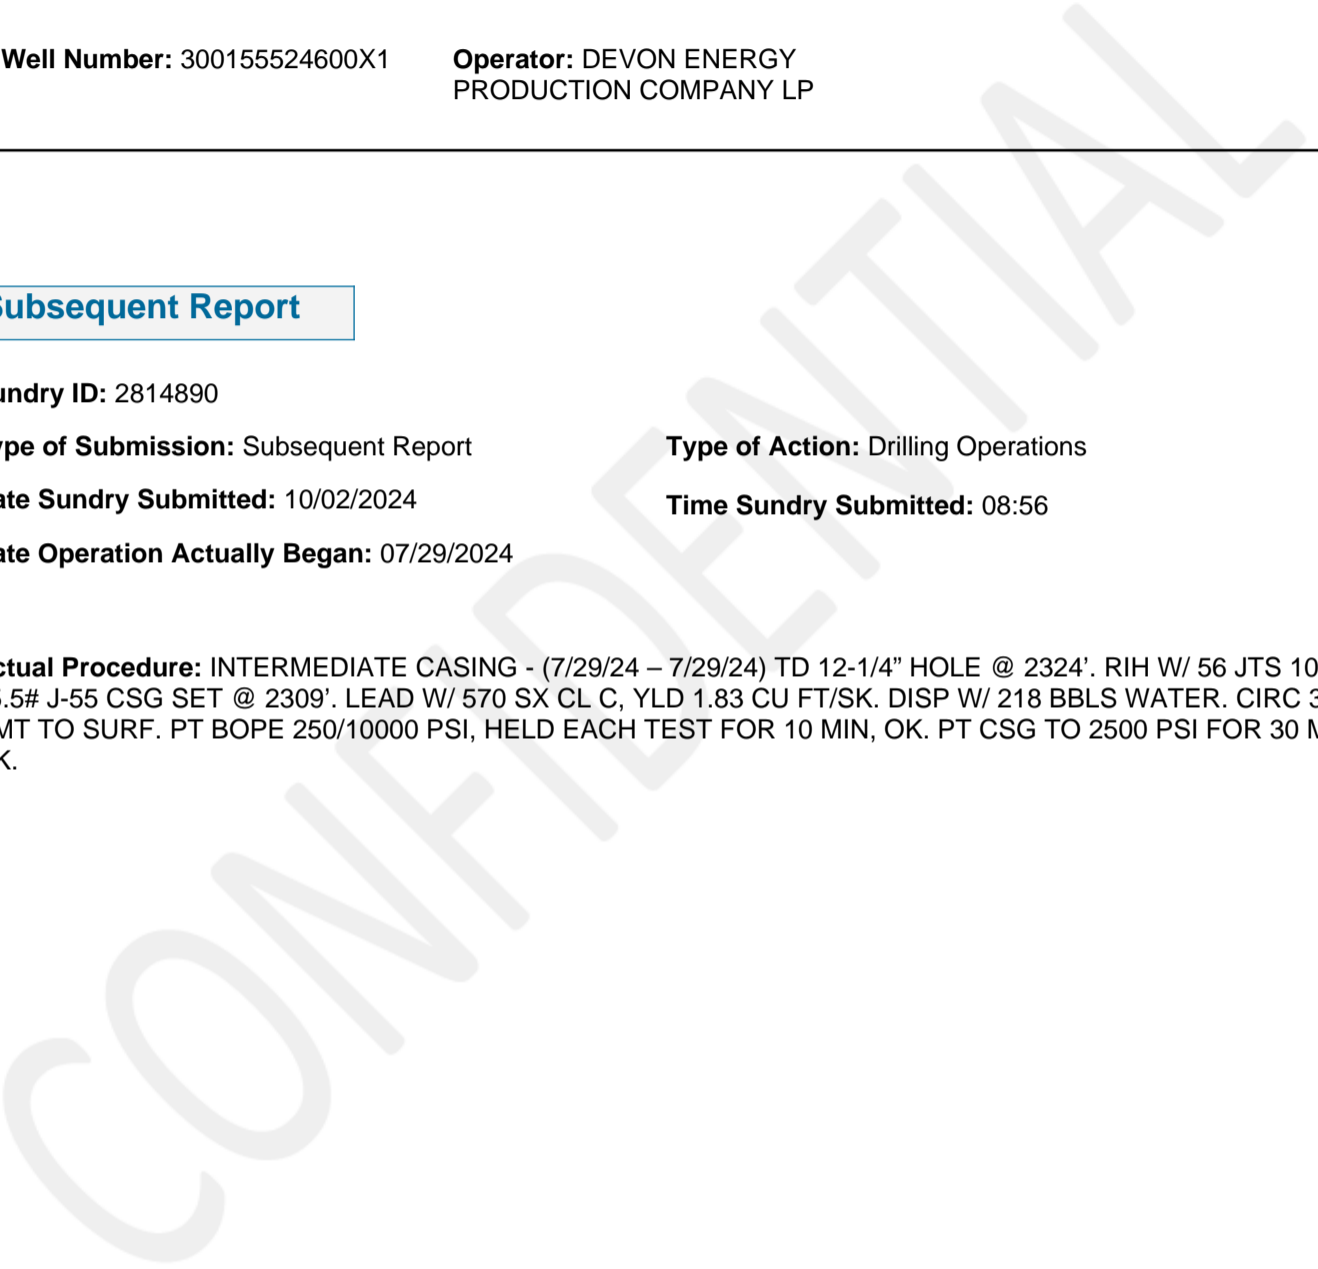 Well Number: 300155524600X1
Operator: DEVON ENERGY
PRODUCTION COMPANY LP
Subsequent Report
undry ID: 2814890
ype of Submission: Subsequent Report
Type of Action: Drilling Operations
ate Sundry Submitted: 10/02/2024
Time Sundry Submitted: 08:56
ate Operation Actually Began: 07/29/2024
ctual Procedure: INTERMEDIATE CASING - (7/29/24 – 7/29/24) TD 12-1/4” HOLE @ 2324’. RIH W/ 56 JTS 10
5.5# J-55 CSG SET @ 2309’. LEAD W/ 570 SX CL C, YLD 1.83 CU FT/SK. DISP W/ 218 BBLS WATER. CIRC 3
MT TO SURF. PT BOPE 250/10000 PSI, HELD EACH TEST FOR 10 MIN, OK. PT CSG TO 2500 PSI FOR 30 M
K.
CONFIDENTIAL